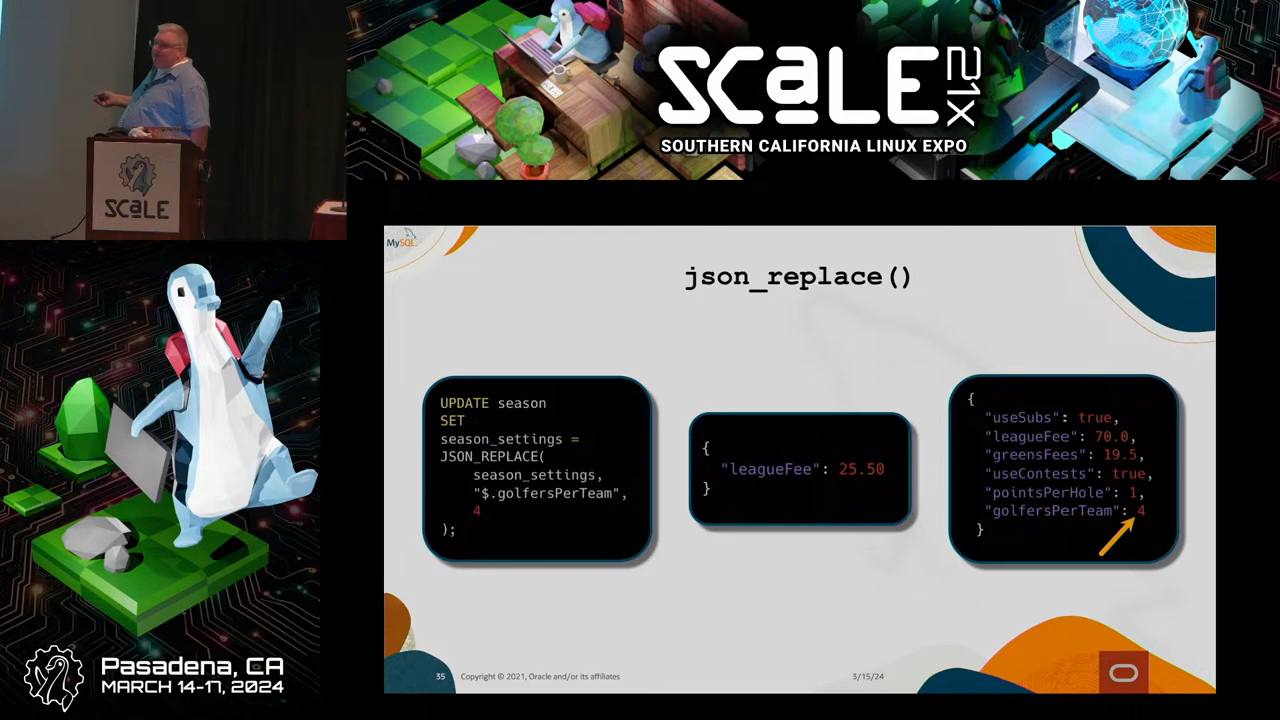 SCaLE
21X
SOUTHERN CALIFORNIA LINUX EXPO
SCaLE
MySQL
json_replace()
UPDATE season
SET
season_settings =
JSON_REPLACE(
season_settings,
"$.golfersPerTeam",
4
);
{
"leagueFee": 25.50
}
{
"useSubs": true,
"leagueFee": 70.0,
"greensFees": 19.5,
"useContests": true,
"pointsPerHole": 1,
"golfersPerTeam": 4
}
35 Copyright © 2021, Oracle and/or its affiliates 3/15/24
Pasadena, CA
MARCH 14-17, 2024